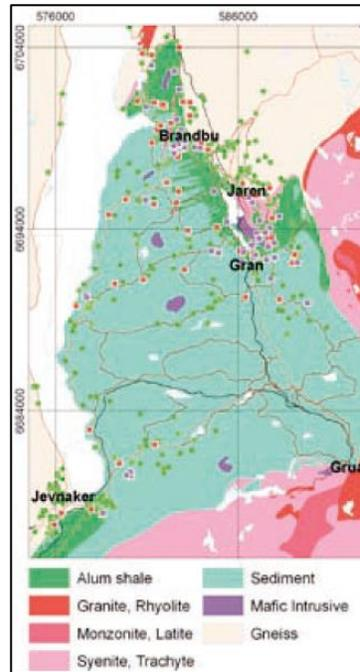 576000 586000
6704000
Brandbu
Jaren
6694000
Gran
6684000
Grua
Jevnaker
Alum shale
Sediment
Granite, Rhyolite
Mafic Intrusive
Monzonite, Latite
Gneiss
Syenite, Trachyte